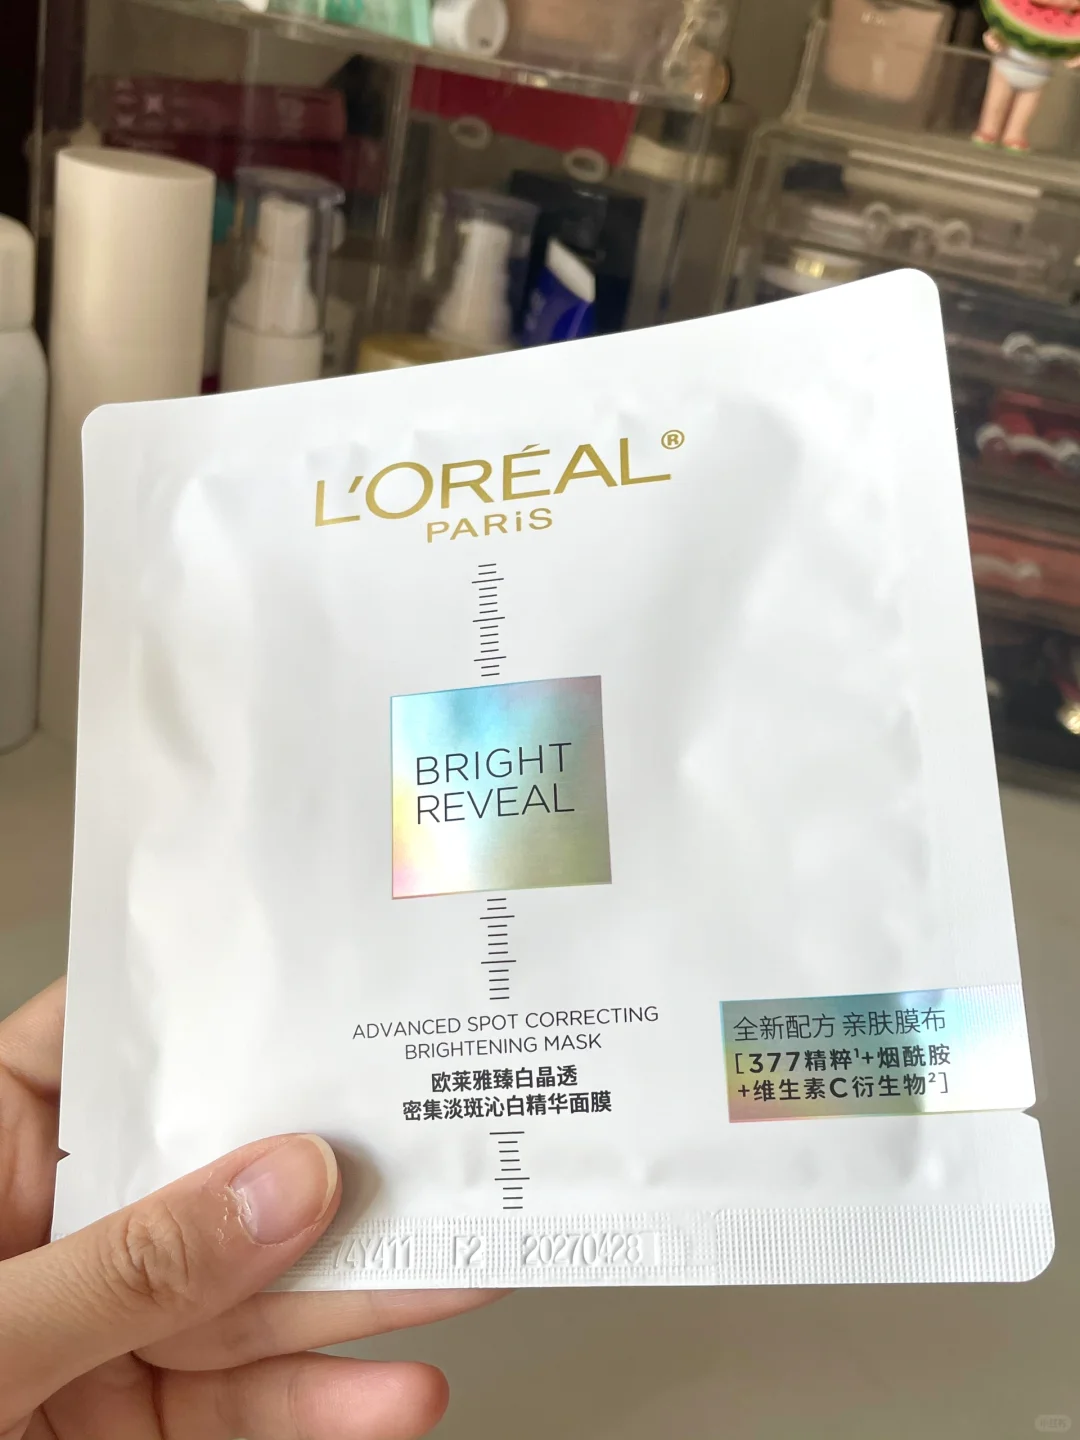 L'ORÉAL®
PARiS
BRIGHT
REVEAL
ADVANCED SPOT CORRECTING
BRIGHTENING MASK
欧莱雅臻白晶透
密集淡斑沁白精华面膜
全新配方 亲肤膜布
[377精粹¹+烟酰胺
+维生素C衍生物²]
F2 20270428